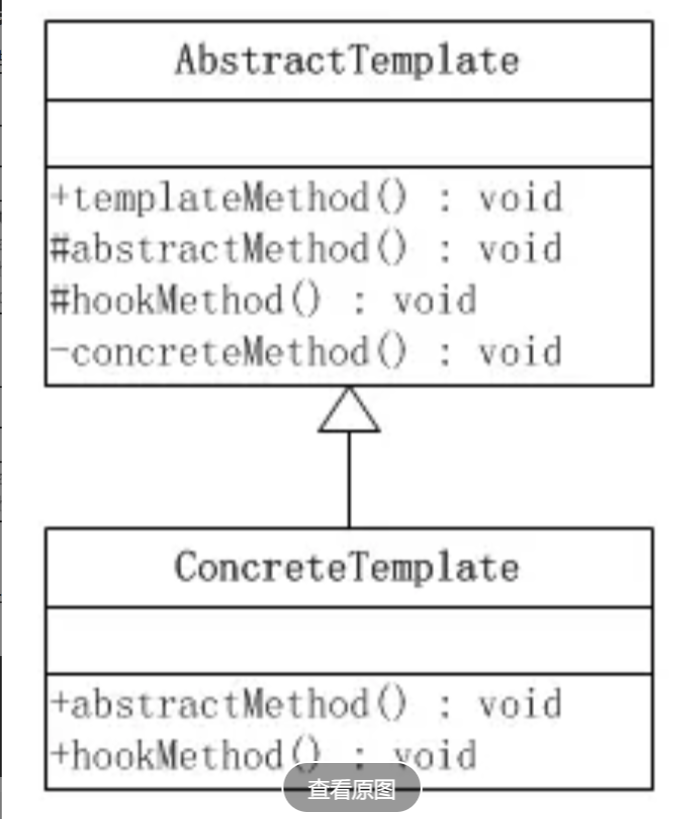 AbstractTemplate
+templateMethod() : void
#abstractMethod() : void
#hookMethod() : void
-concreteMethod() : void
ConcreteTemplate
+abstractMethod() : void
+hookMethod() : void
查看原图